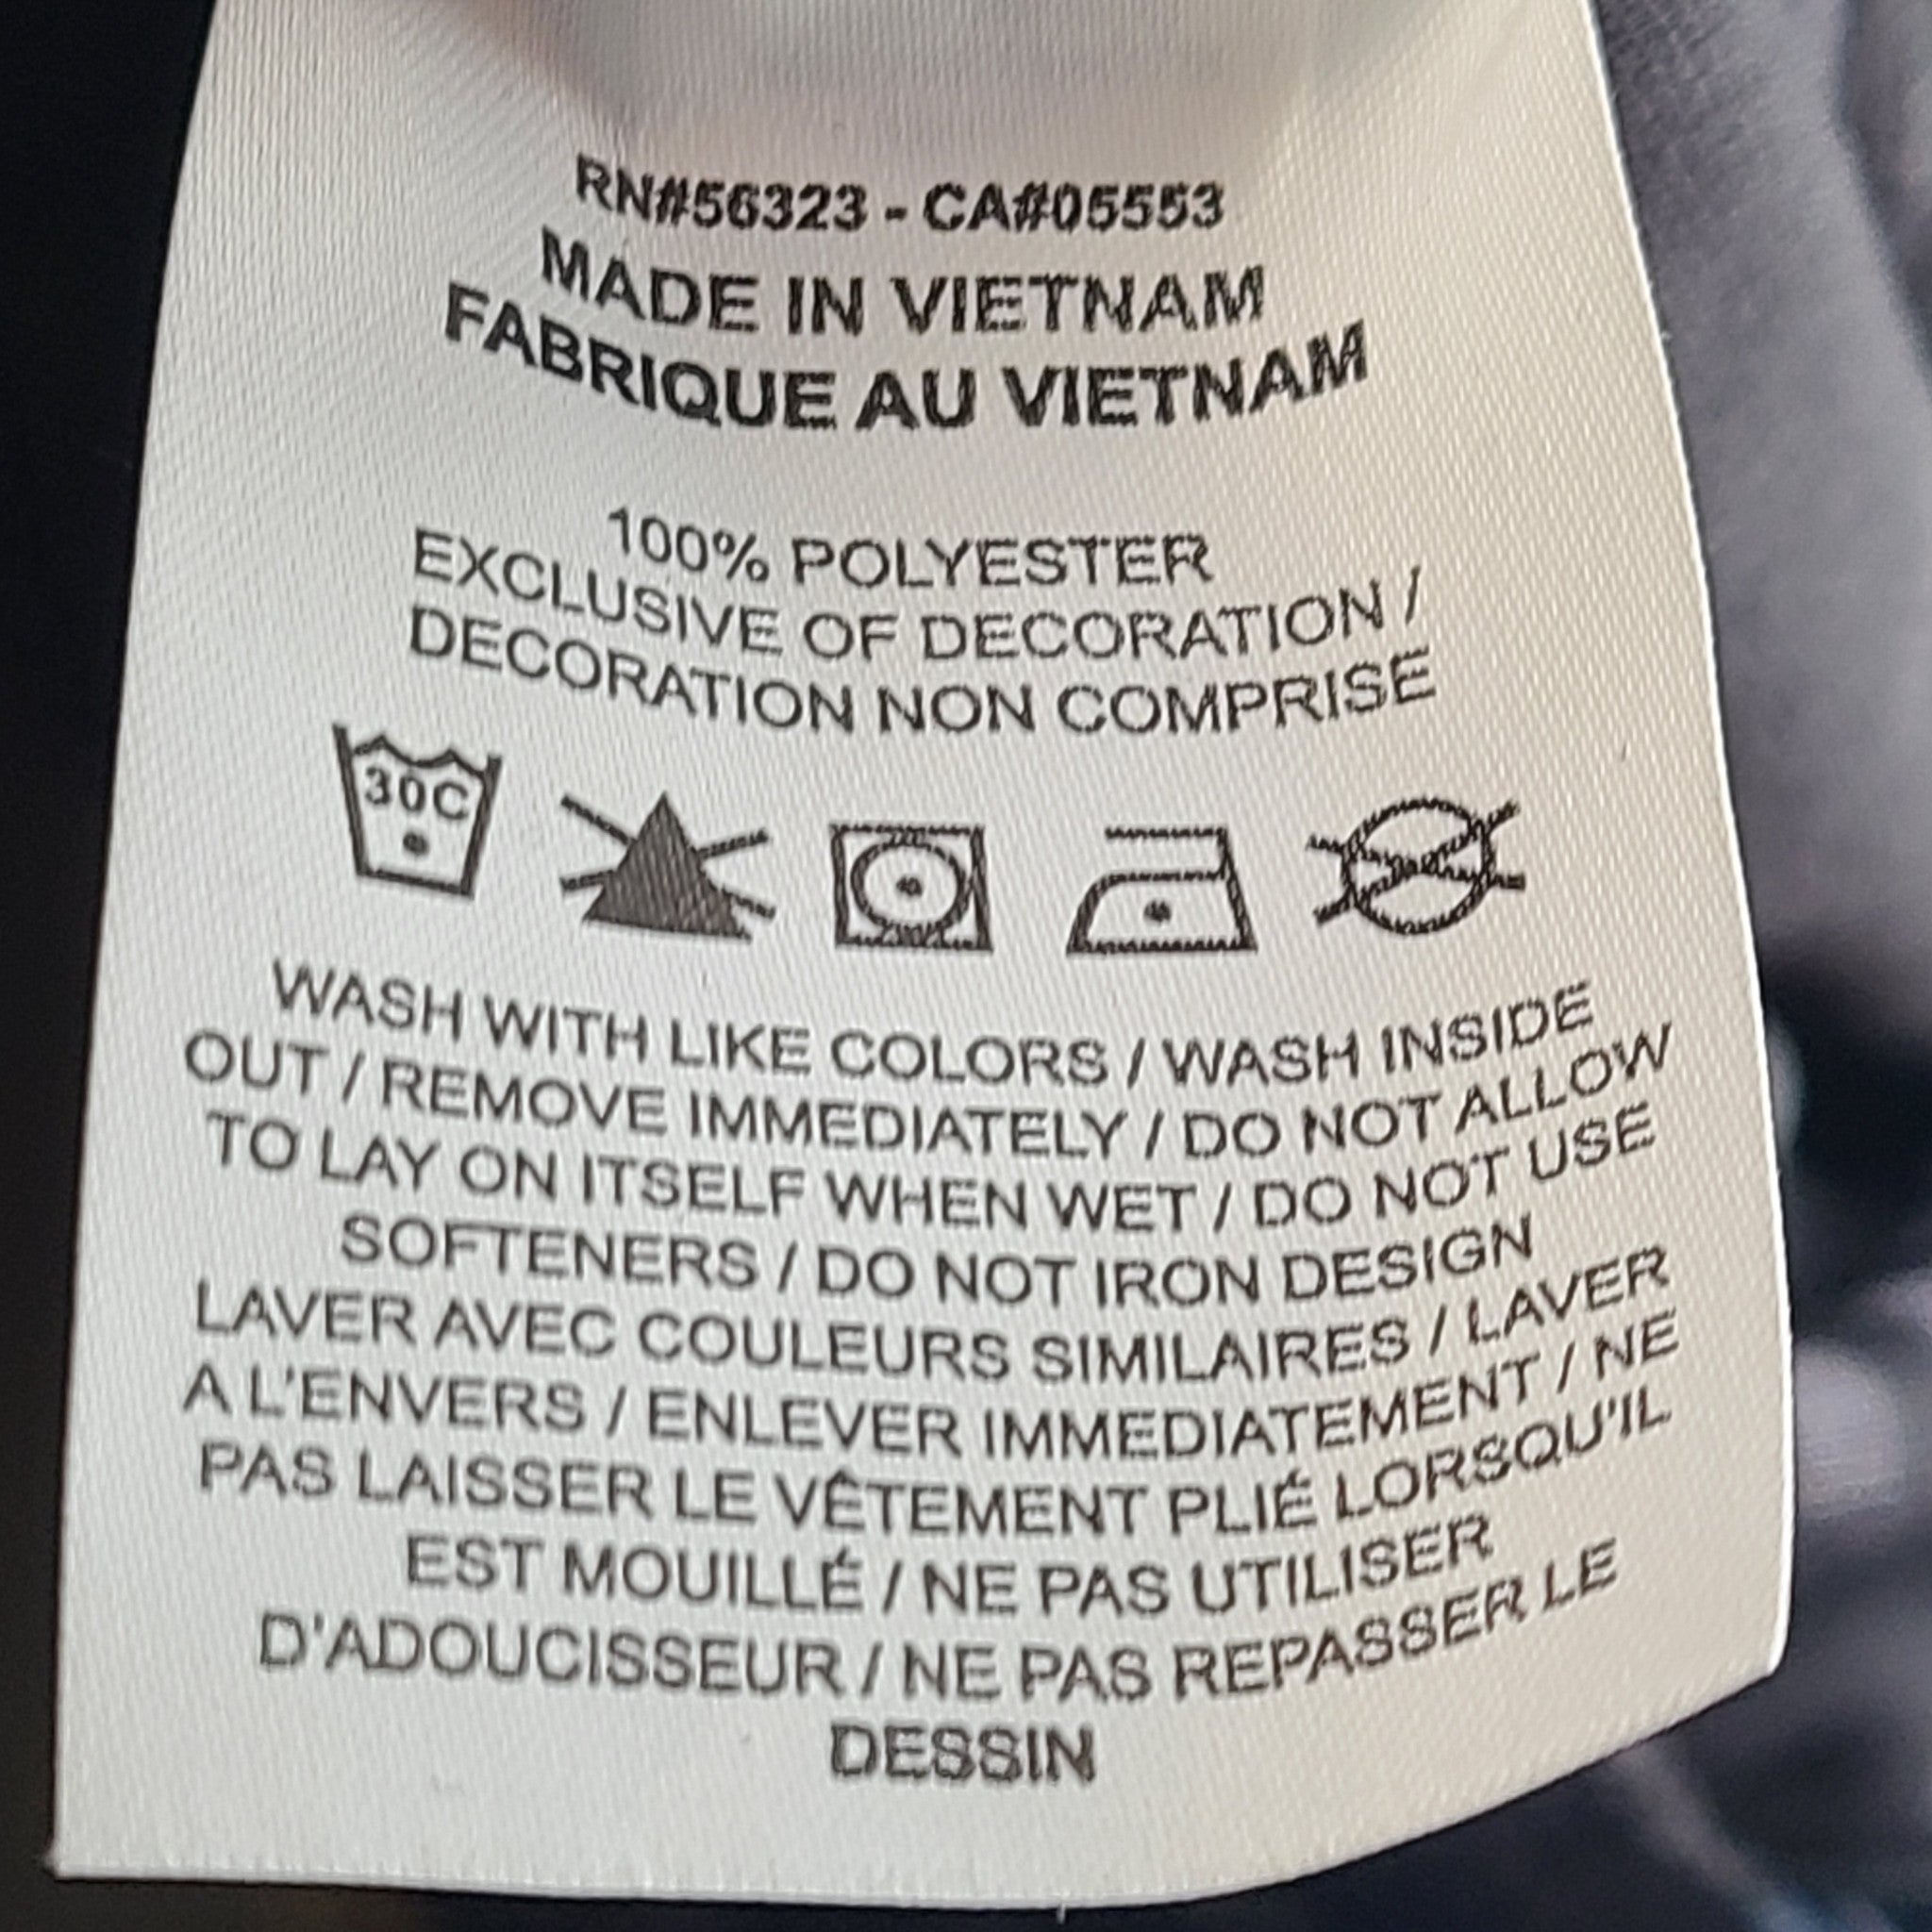 RN#56323 - CA#05553
MADE IN VIETNAM
FABRIQUE AU VIETNAM
100% POLYESTER
EXCLUSIVE OF DECORATION /
DECORATION NON COMPRISE
30C
WASH WITH LIKE COLORS / WASH INSIDE
OUT / REMOVE IMMEDIATELY / DO NOT ALLOW
TO LAY ON ITSELF WHEN WET / DO NOT USE
SOFTENERS / DO NOT IRON DESIGN
LAVER AVEC COULEURS SIMILAIRES / LAVER
A L'ENVERS / ENLEVER IMMEDIATEMENT / NE
PAS LAISSER LE VÊTEMENT PLIÉ LORSQU'IL
EST MOUILLÉ / NE PAS UTILISER
D'ADOUCISSEUR / NE PAS REPASSER LE
DESSIN